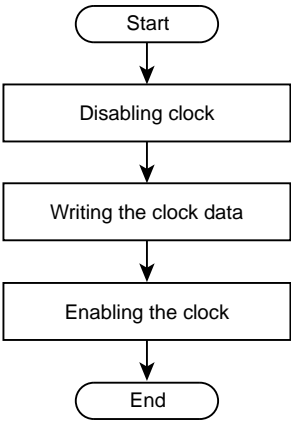 Start
Disabling clock
Writing the clock data
Enabling the clock
End